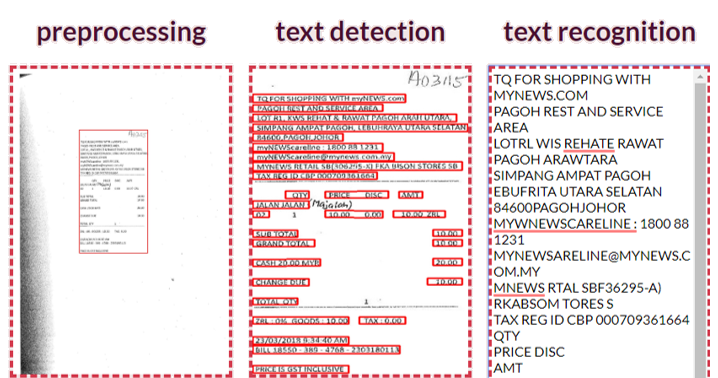 preprocessing
text detection
text recognition
A03115
TQ FOR SHOPPING WITH myNEWS.com
PAGOH REST AND SERVICE AREA
LOT R1, KWS REHAT & RAWAT PAGOH ARAH UTARA,
SIMPANG AMPAT PAGOH, LEBUHRAYA UTARA SELATAN
84600,PAGOH JOHOR
myNEWScareline : 1800 88 1231
myNEWScareline@mynews.com.my
MYNEWS RETAIL SB(306295-X) FKA BISON STORES SB
TAX REG ID CBP 000709361664
QTY PRICE DISC AMT
JALAN JALAN (Majalah)
02 1 10.00 0.00 10.00 ZRL
SUB TOTAL 10.00
GRAND TOTAL 10.00
CASH 20.00 MYR 20.00
CHANGE DUE 10.00
TOTAL QTY 1
ZRL : 0% GOODS : 10.00 TAX : 0.00
23/03/2018 9:34:40 AM
BILL 18550 - 389 - 4768 - 2303180113
PRICE IS GST INCLUSIVE
TQ FOR SHOPPING WITH
MYNEWS.COM
PAGOH REST AND SERVICE
AREA
LOTRL WIS REHATE RAWAT
PAGOH ARAWTARA
SIMPANG AMPAT PAGOH
EBUFRITA UTARA SELATAN
84600PAGOHJOHOR
MYWNEWSCARELINE : 1800 88
1231
MYNEWSARELINE@MYNEWS.C
OM.MY
MNEWS RTAL SBF36295-A)
RKABSOM TORES S
TAX REG ID CBP 000709361664
QTY
PRICE DISC
AMT